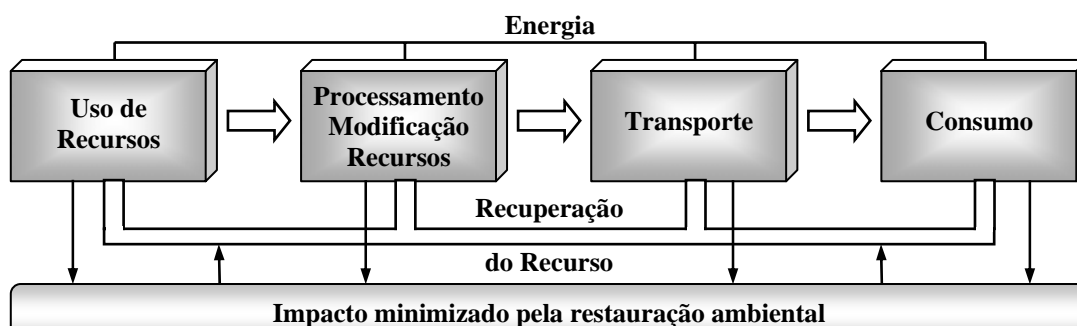 Energia
Uso de
Recursos
Processamento
Modificação
Recursos
Transporte
Consumo
Recuperação
do Recurso
Impacto minimizado pela restauração ambiental